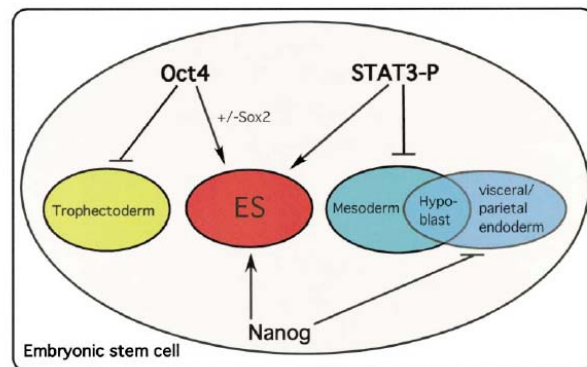 Oct4
STAT3-P
+/-Sox2
Trophectoderm
ES
Mesoderm
Hypo-
blast
visceral/
parietal
endoderm
Nanog
Embryonic stem cell